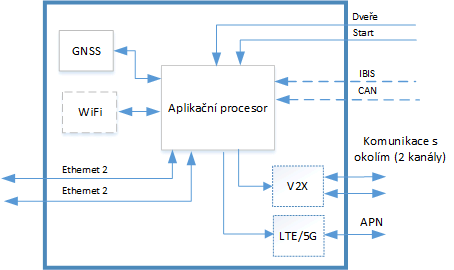 Dveře
Start
GNSS
IBIS
CAN
WiFi
Aplikační procesor
Komunikace s
okolím (2 kanály)
Ethernet 2
Ethernet 2
V2X
LTE/5G
APN